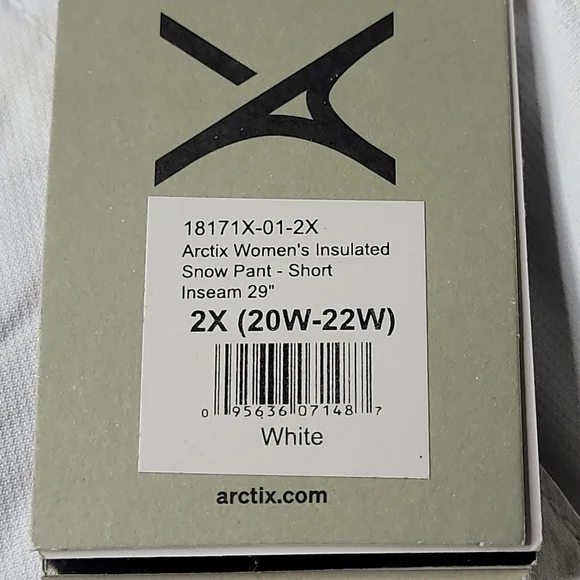 18171X-01-2X
Arctix Women's Insulated
Snow Pant - Short
Inseam 29"
2X (20W-22W)
0 95636 07148 7
White
arctix.com